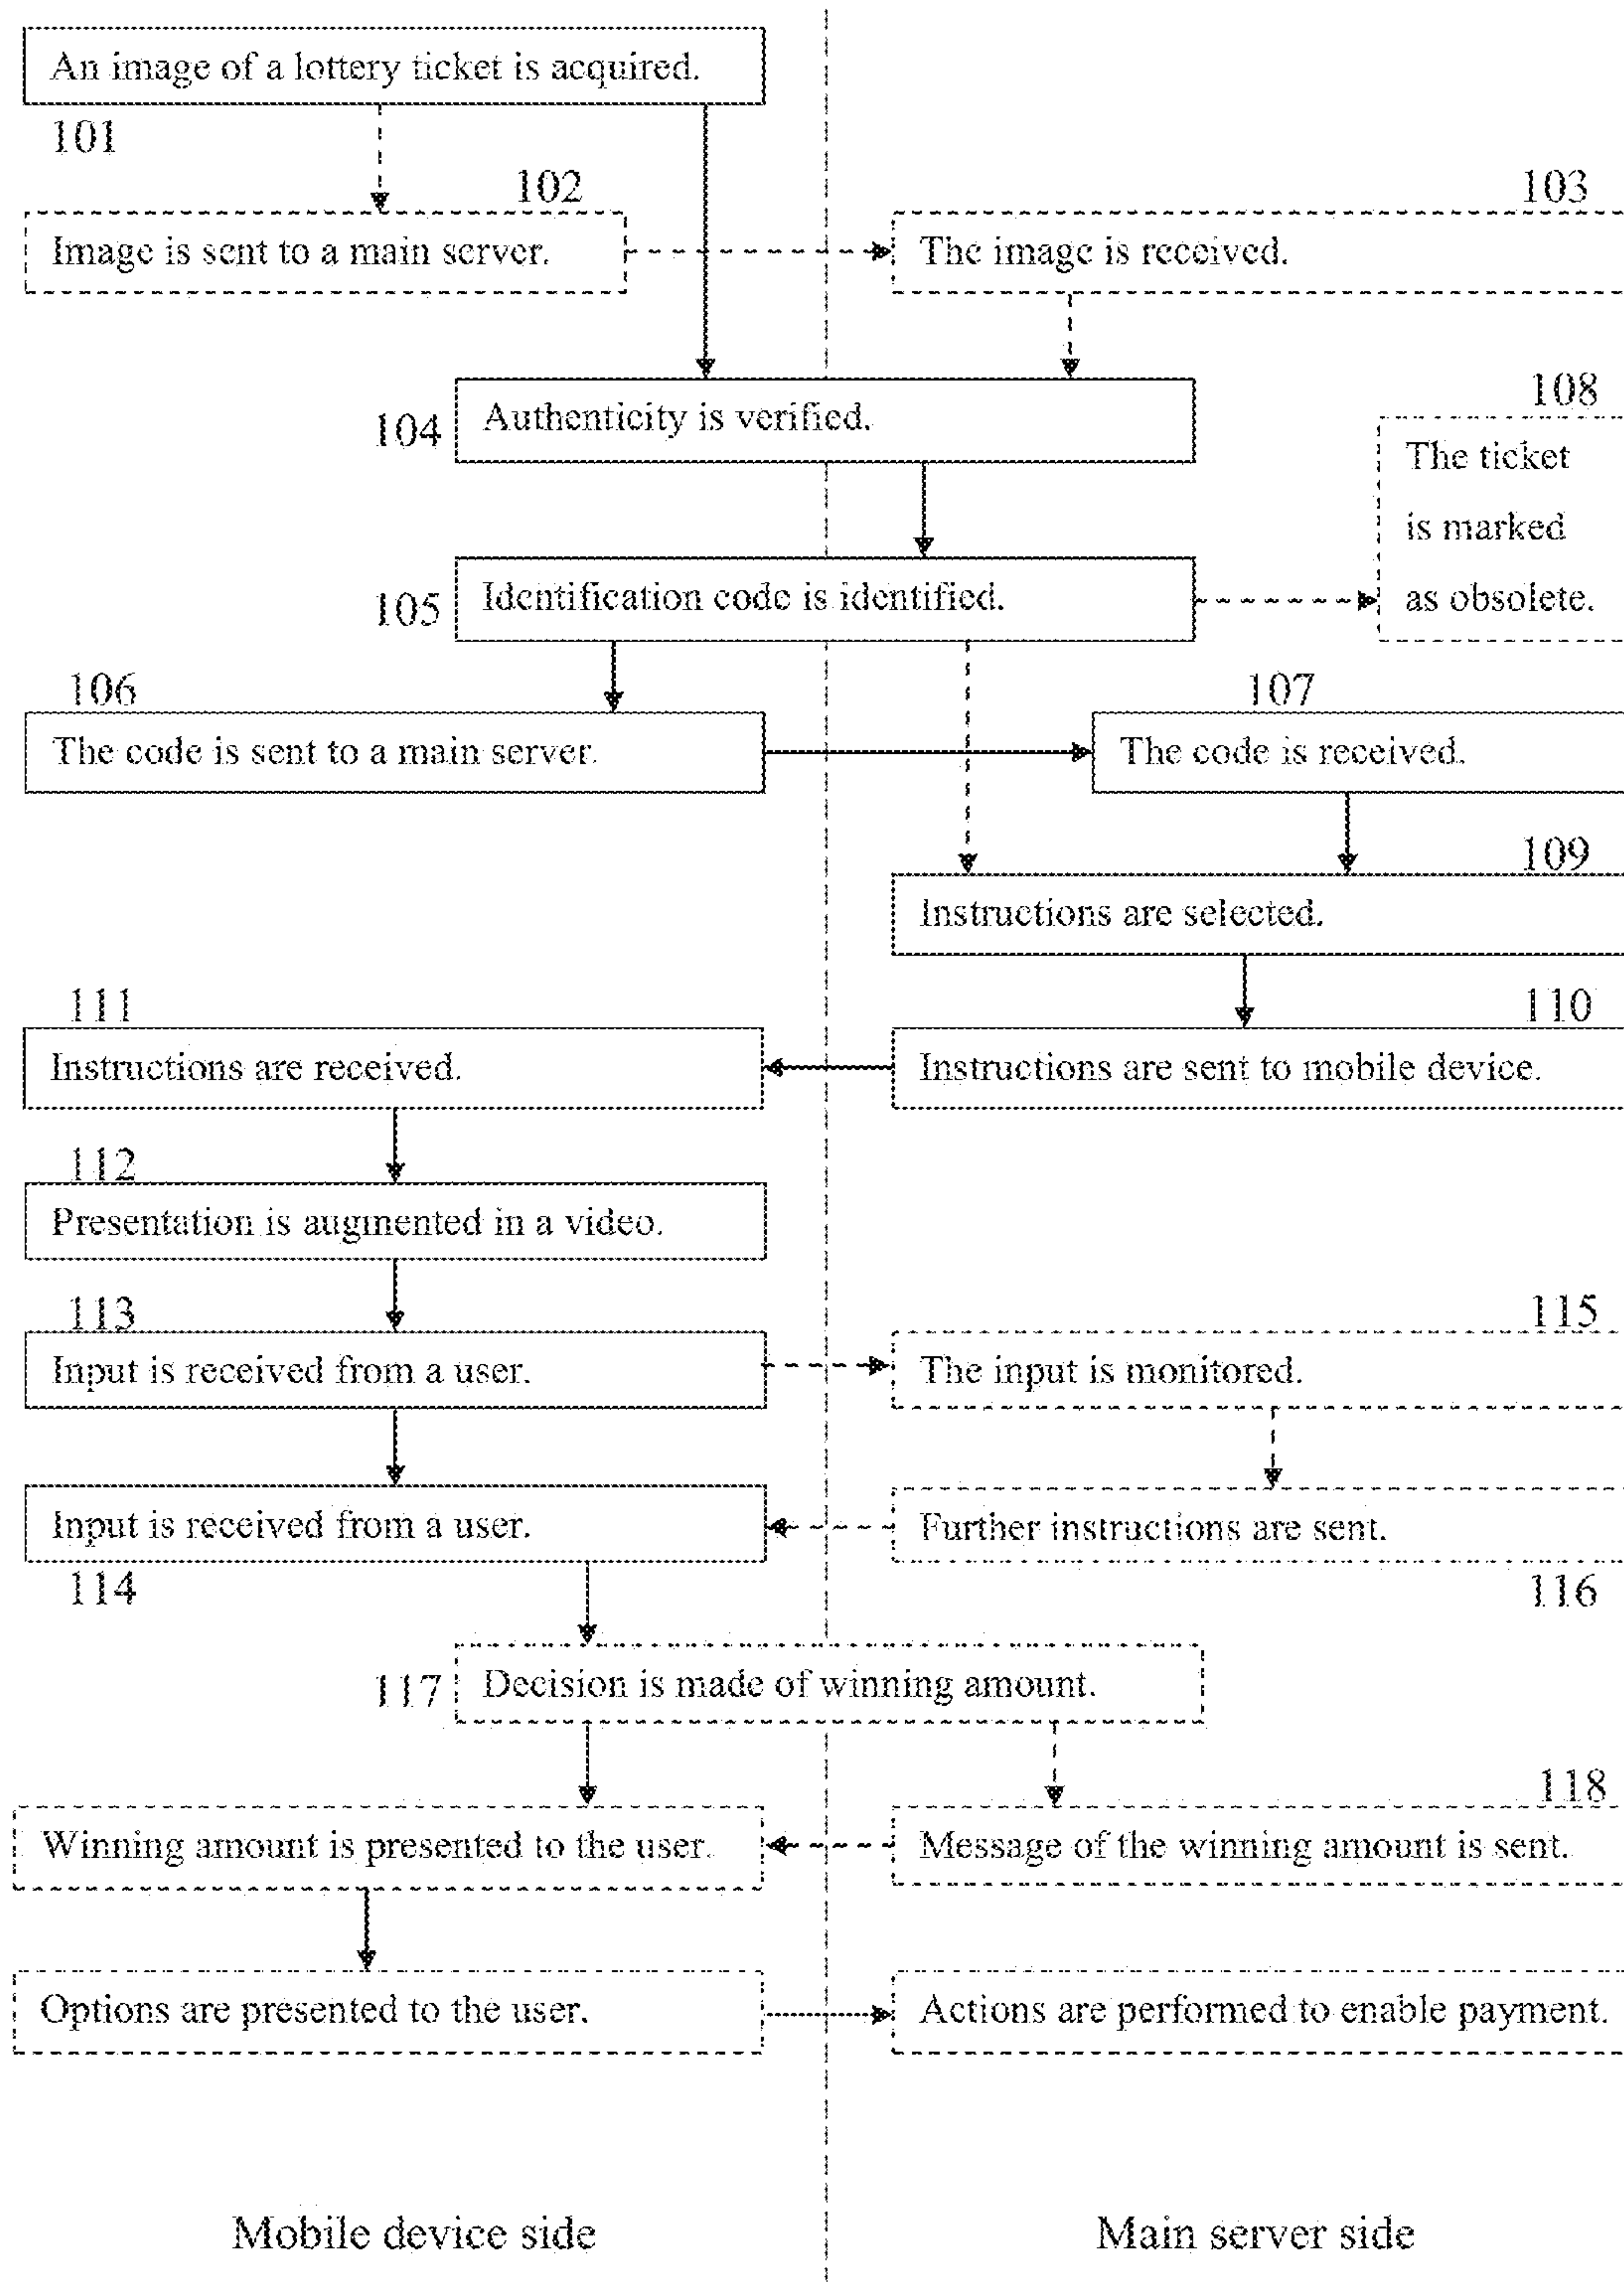 An image of a lottery ticket is acquired.
101
102
103
Image is sent to a main server.
The image is received.
104
Authenticity is verified.
108
The ticket
is marked
as obsolete.
105
Identification code is identified.
106
107
The code is sent to a main server.
The code is received.
109
Instructions are selected.
111
110
Instructions are received.
Instructions are sent to mobile device.
112
Presentation is augmented in a video.
113
115
Input is received from a user.
The input is monitored.
Input is received from a user.
Further instructions are sent.
114
116
117
Decision is made of winning amount.
118
Winning amount is presented to the user.
Message of the winning amount is sent.
Options are presented to the user.
Actions are performed to enable payment.
Mobile device side
Main server side